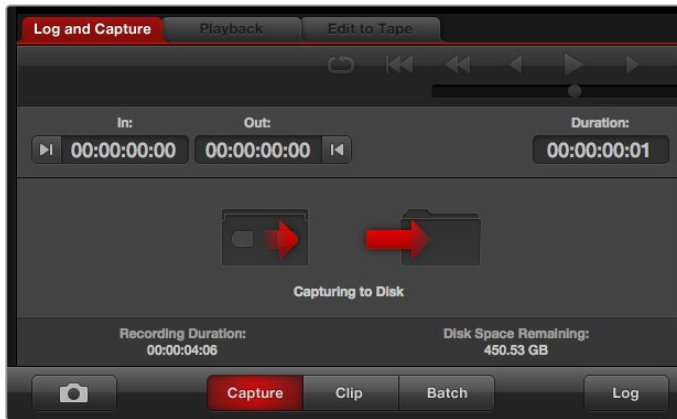 Log and Capture Playback Edit to Tape
In: Out: Duration:
00:00:00:00 00:00:00:00 00:00:00:01
Capturing to Disk
Recording Duration: Disk Space Remaining:
00:00:04:06 450.53 GB
Capture Clip Batch Log